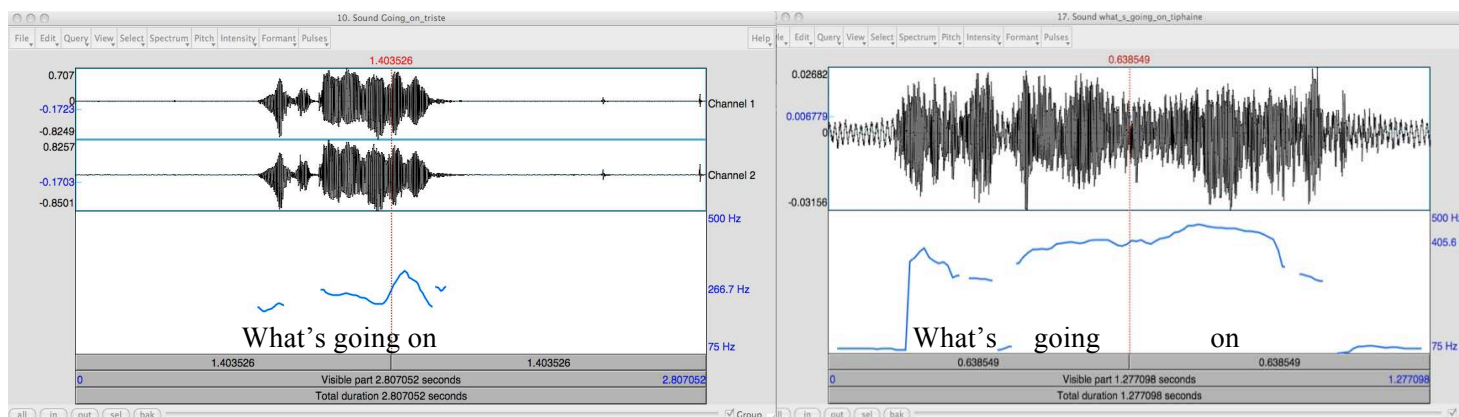 10. Sound Going_on_triste
File Edit Query View Select Spectrum Pitch Intensity Formant Pulses Help
1.403526
0.707
0
-0.1723
-0.8249
Channel 1
0.8257
-0.1703
-0.8501
Channel 2
500 Hz
266.7 Hz
75 Hz
What's going on
1.403526 1.403526
0 Visible part 2.807052 seconds 2.807052
Total duration 2.807052 seconds
all in out sel bak Group
17. Sound what_s_going_on_tiphaine
le Edit Query View Select Spectrum Pitch Intensity Formant Pulses
0.638549
0.02682
0.006779
0
-0.03156
500 Hz
405.6
75 Hz
What's going on
0.638549 0.638549
0 Visible part 1.277098 seconds 1.277098
Total duration 1.277098 seconds
all in out sel bak